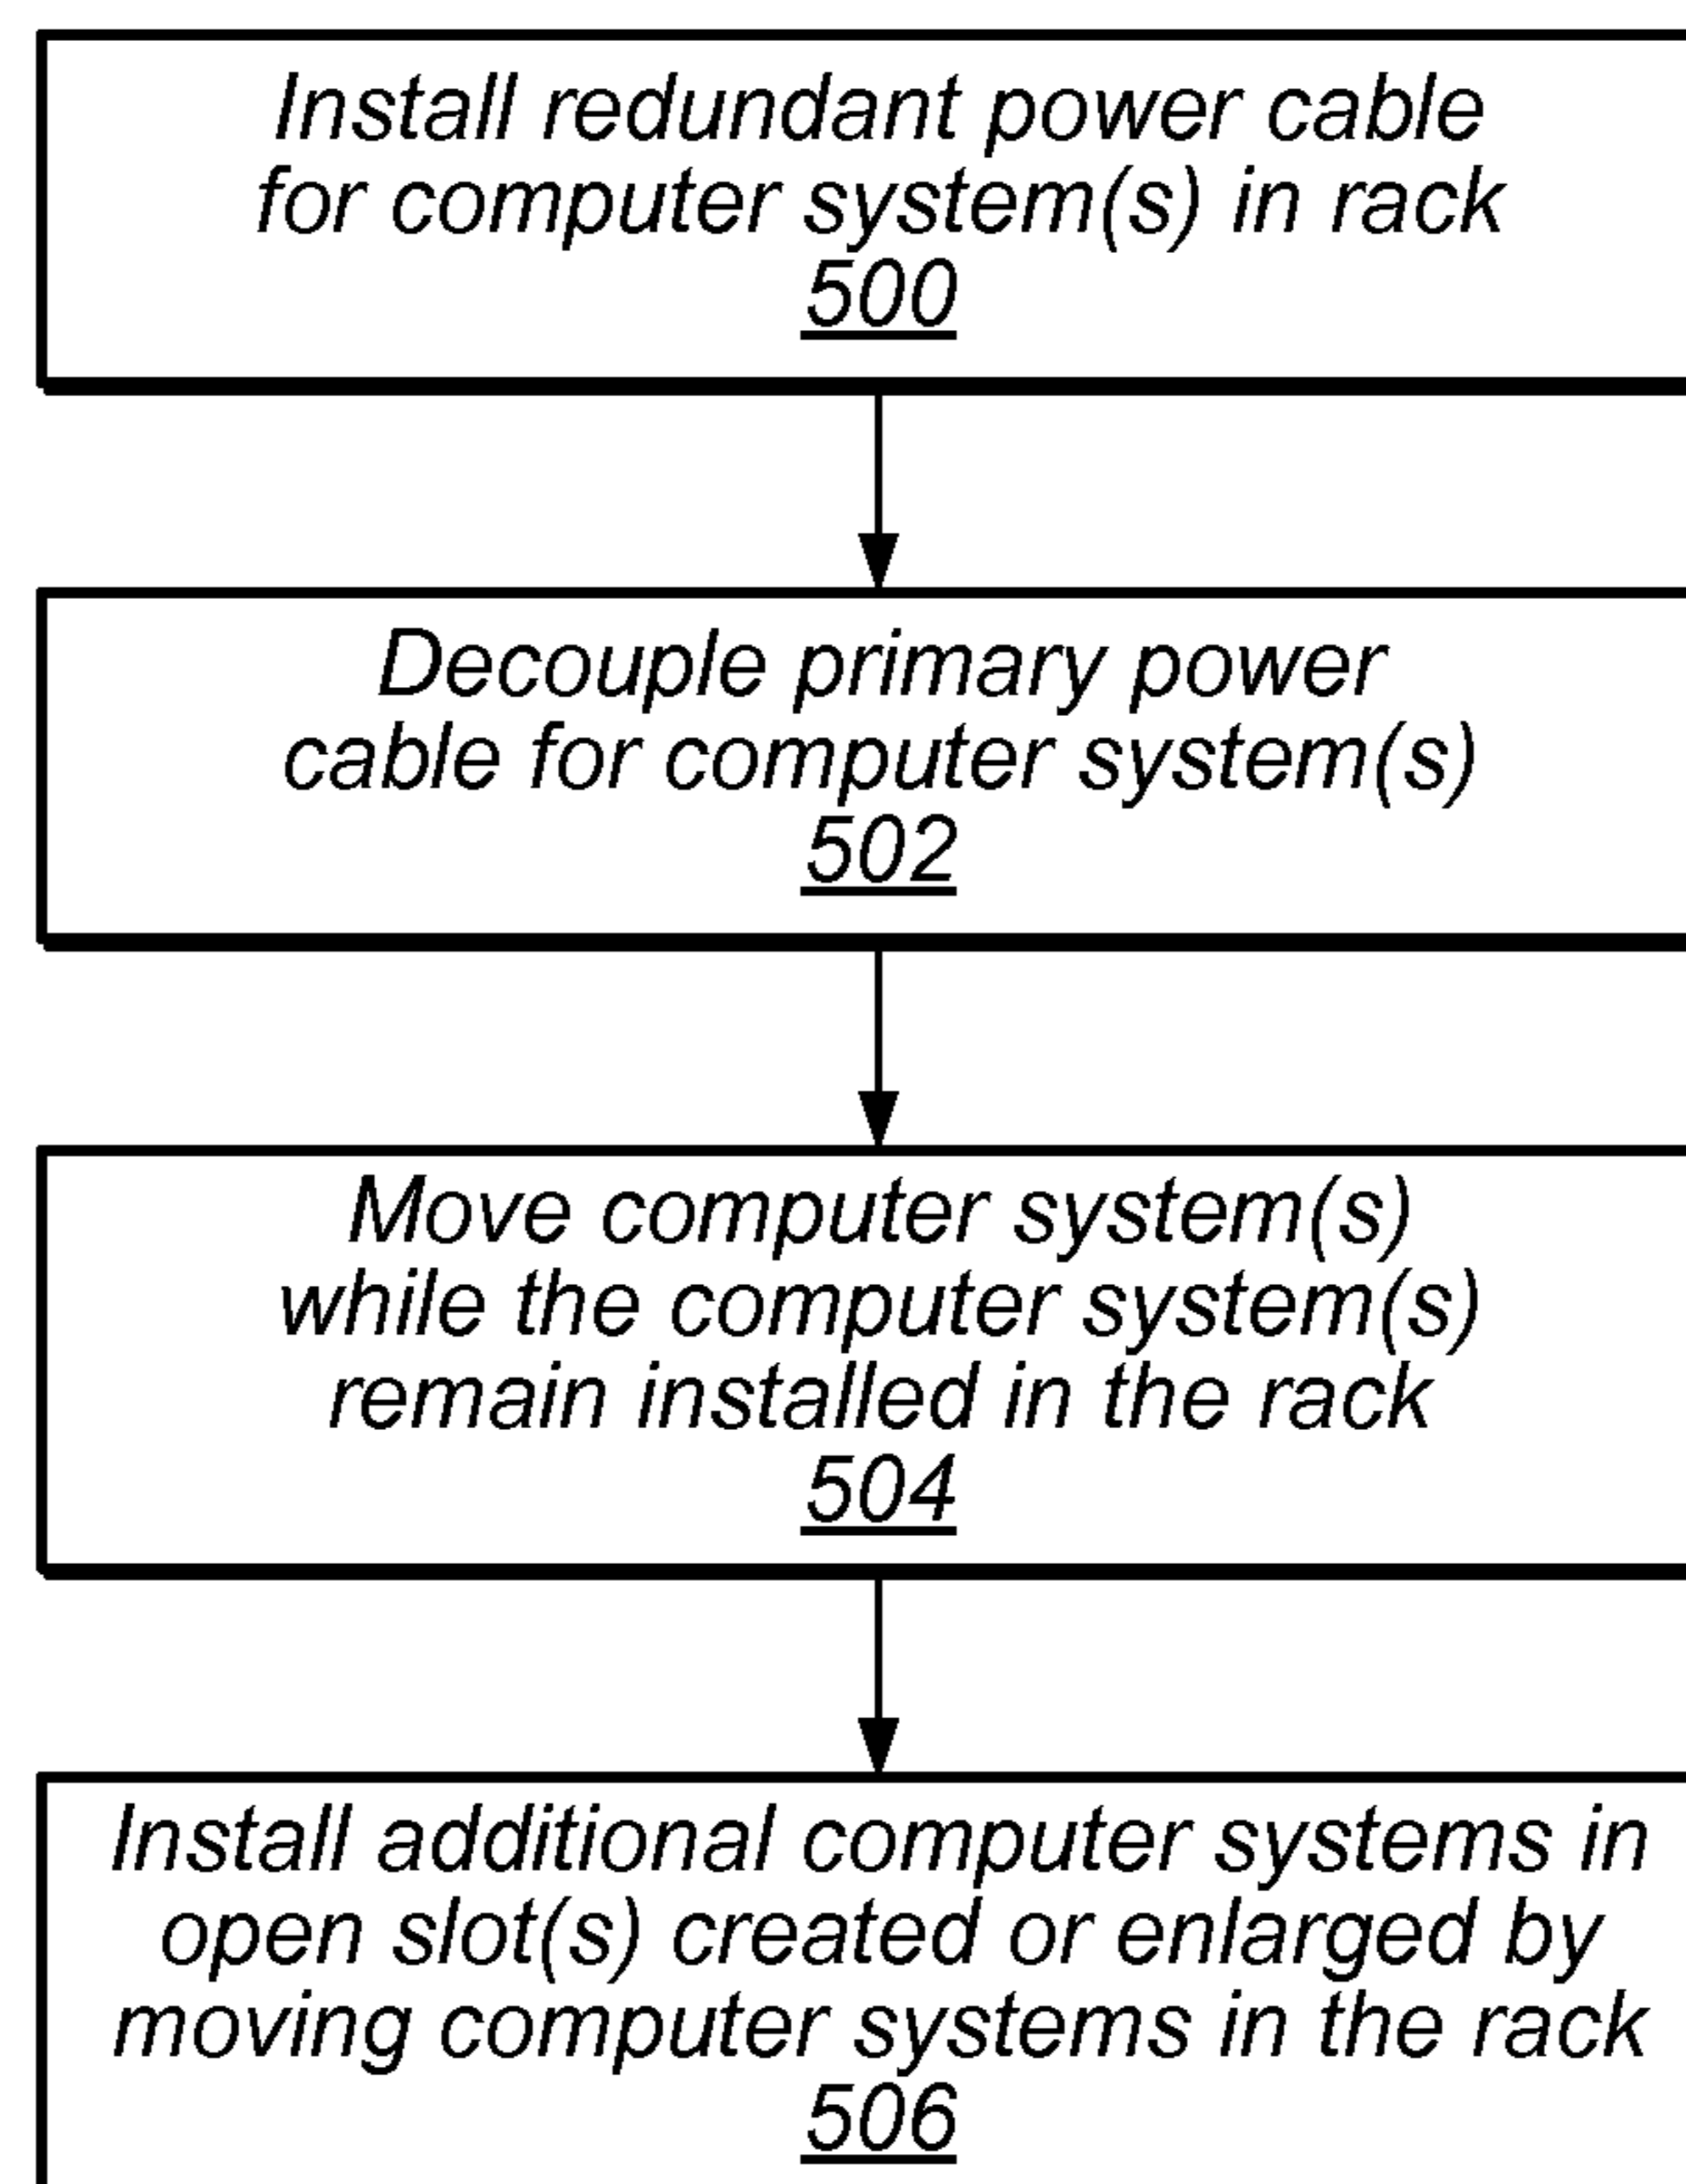 Install redundant power cable
for computer system(s) in rack
500
Decouple primary power
cable for computer system(s)
502
Move computer system(s)
while the computer system(s)
remain installed in the rack
504
Install additional computer systems in
open slot(s) created or enlarged by
moving computer systems in the rack
506